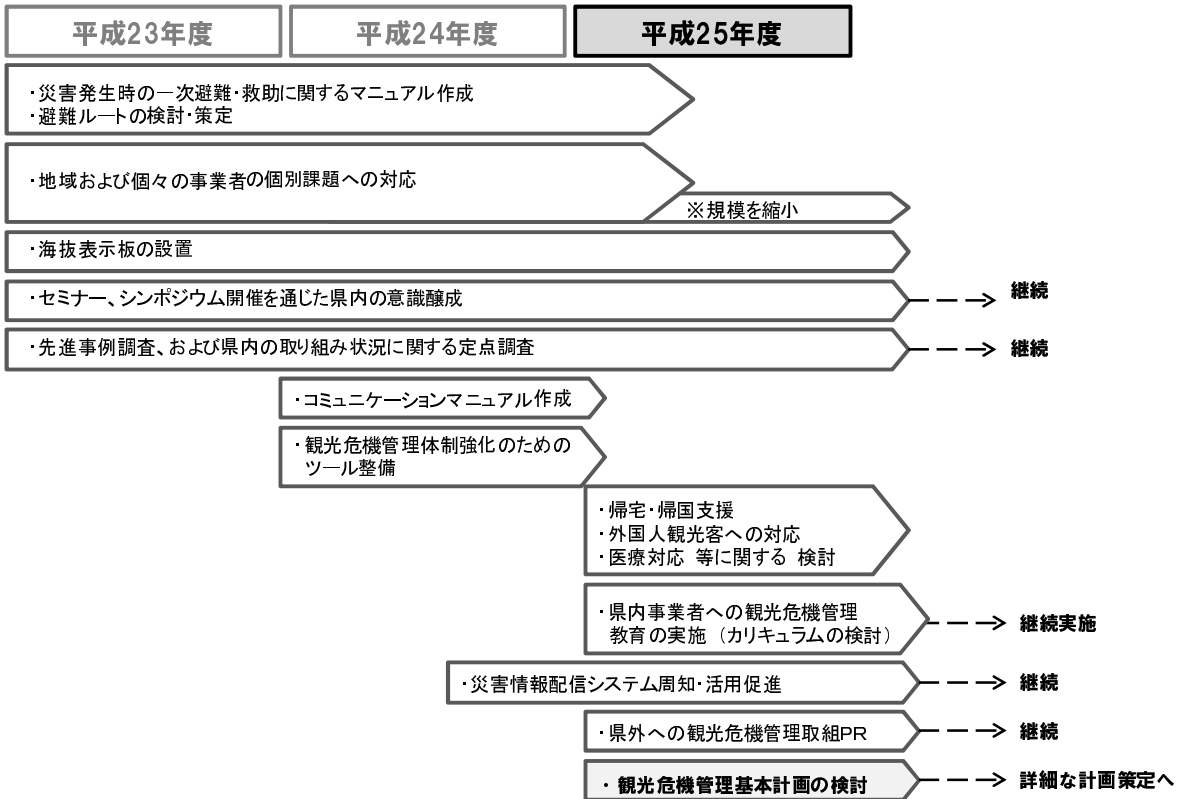 平成23年度
平成24年度
平成25年度
・災害発生時の一次避難・救助に関するマニュアル作成
・避難ルートの検討・策定
・地域および個々の事業者の個別課題への対応
※規模を縮小
・海抜表示板の設置
・セミナー、シンポジウム開催を通じた県内の意識醸成
継続
・先進事例調査、および県内の取り組み状況に関する定点調査
継続
・コミュニケーションマニュアル作成
・観光危機管理体制強化のための
ツール整備
・帰宅・帰国支援
・外国人観光客への対応
・医療対応 等に関する 検討
・県内事業者への観光危機管理
教育の実施 (カリキュラムの検討)
継続実施
・災害情報配信システム周知・活用促進
継続
・県外への観光危機管理取組PR
継続
・観光危機管理基本計画の検討
詳細な計画策定へ